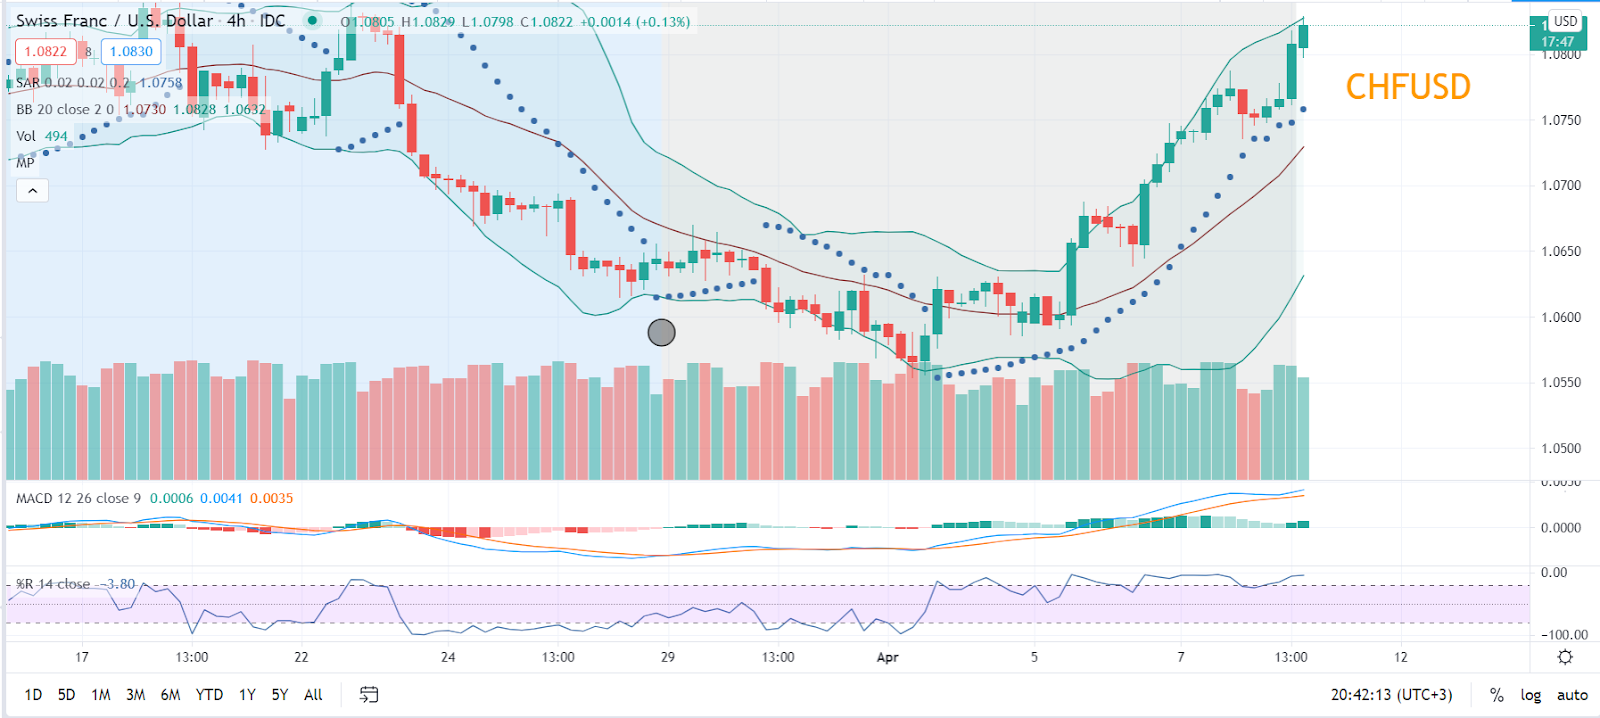 Swiss Franc / U.S. Dollar · 4h · IDC O1.0805 H1.0829 L1.0798 C1.0822 +0.0014 (+0.13%)
USD
17:47
1.0822 8 1.0830
1.0800
SAR 0.02 0.02 0.2 1.0758
CHFUSD
BB 20 close 2 0 1.0730 1.0828 1.0632
1.0750
Vol 494
MP
1.0700
1.0650
1.0600
1.0550
1.0500
0.0050
MACD 12 26 close 9 0.0006 0.0041 0.0035
0.0000
%R 14 close −3.80
0.00
−100.00
17 13:00 22 24 13:00 29 13:00 Apr 5 7 13:00 12
1D 5D 1M 3M 6M YTD 1Y 5Y All
20:42:13 (UTC+3) % log auto